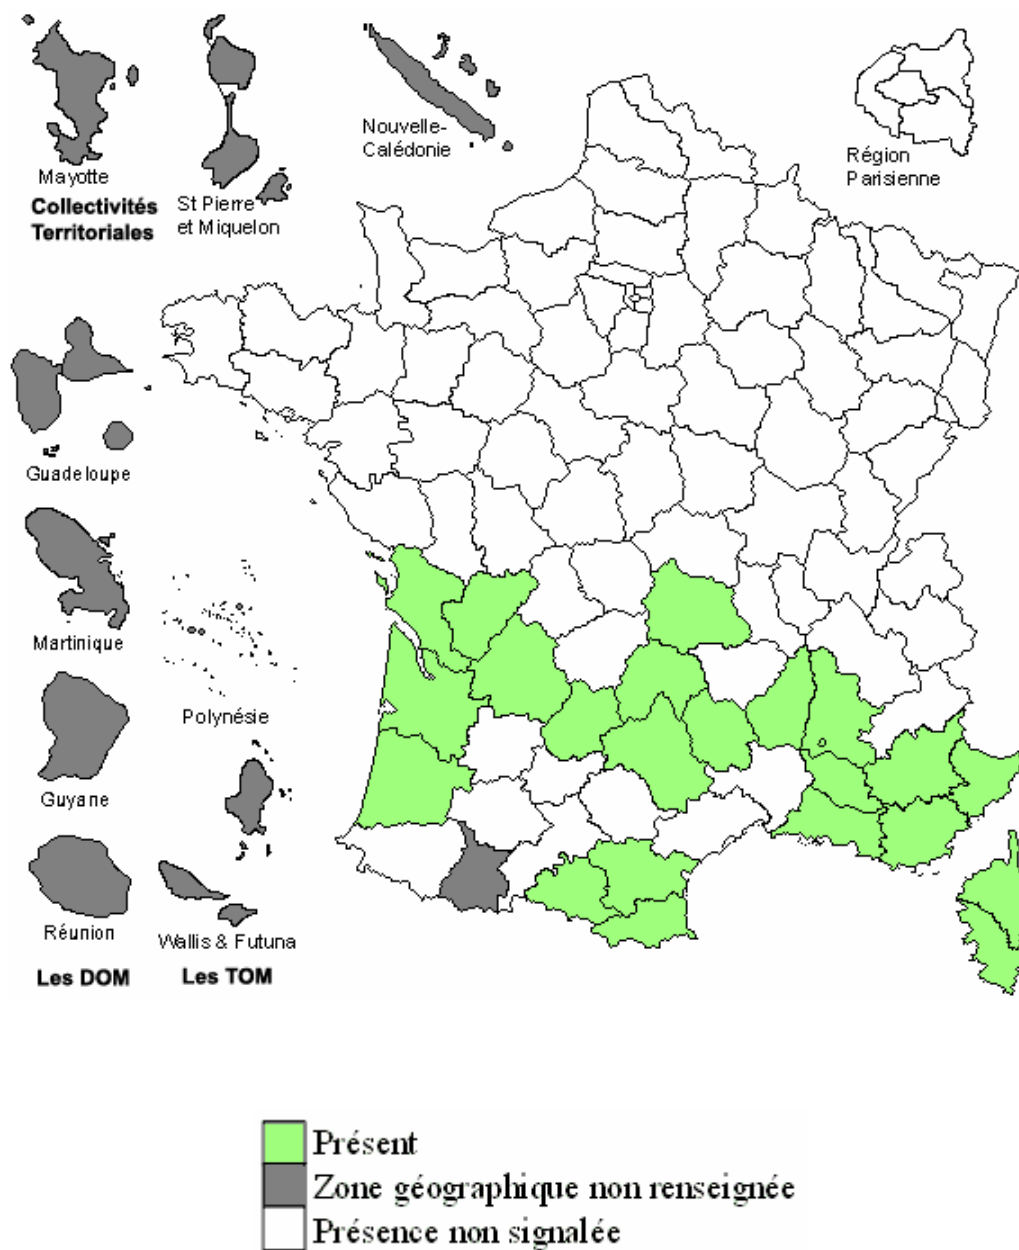 Mayotte
Collectivités
Territoriales
St Pierre
et Miquelon
Nouvelle-
Calédonie
Région
Parisienne
Guadeloupe
Martinique
Polynésie
Guyane
Réunion
Wallis & Futuna
Les DOM
Les TOM
Présent
Zone géographique non renseignée
Présence non signalée